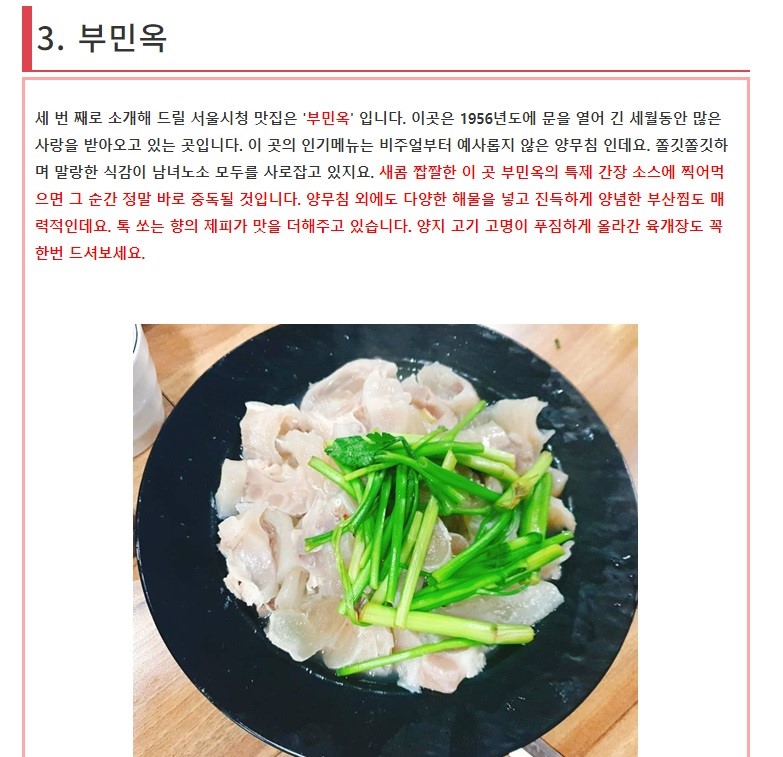 3. 부민옥
세 번 째로 소개해 드릴 서울시청 맛집은 '부민옥' 입니다. 이곳은 1956년도에 문을 열어 긴 세월동안 많은
사랑을 받아오고 있는 곳입니다. 이 곳의 인기메뉴는 비주얼부터 예사롭지 않은 양무침 인데요. 쫄깃쫄깃하
며 말랑한 식감이 남녀노소 모두를 사로잡고 있지요. 새콤 짭짤한 이 곳 부민옥의 특제 간장 소스에 찍어먹
으면 그 순간 정말 바로 중독될 것입니다. 양무침 외에도 다양한 해물을 넣고 진득하게 양념한 부산찜도 매
력적인데요. 톡 쏘는 향의 제피가 맛을 더해주고 있습니다. 양지 고기 고명이 푸짐하게 올라간 육개장도 꼭
한번 드셔보세요.